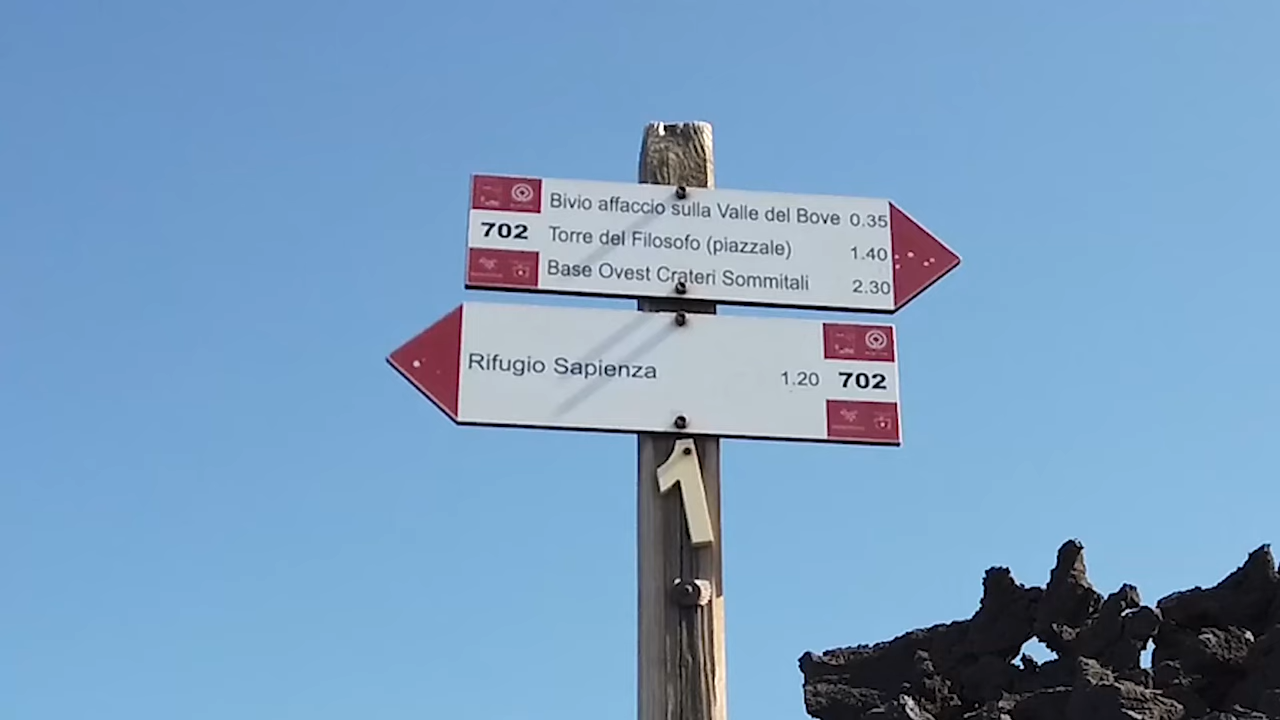 Bivio affaccio sulla Valle del Bove 0.35
702 Torre del Filosofo (piazzale) 1.40
Base Ovest Crateri Sommitali 2.30
Rifugio Sapienza 1.20 702
1